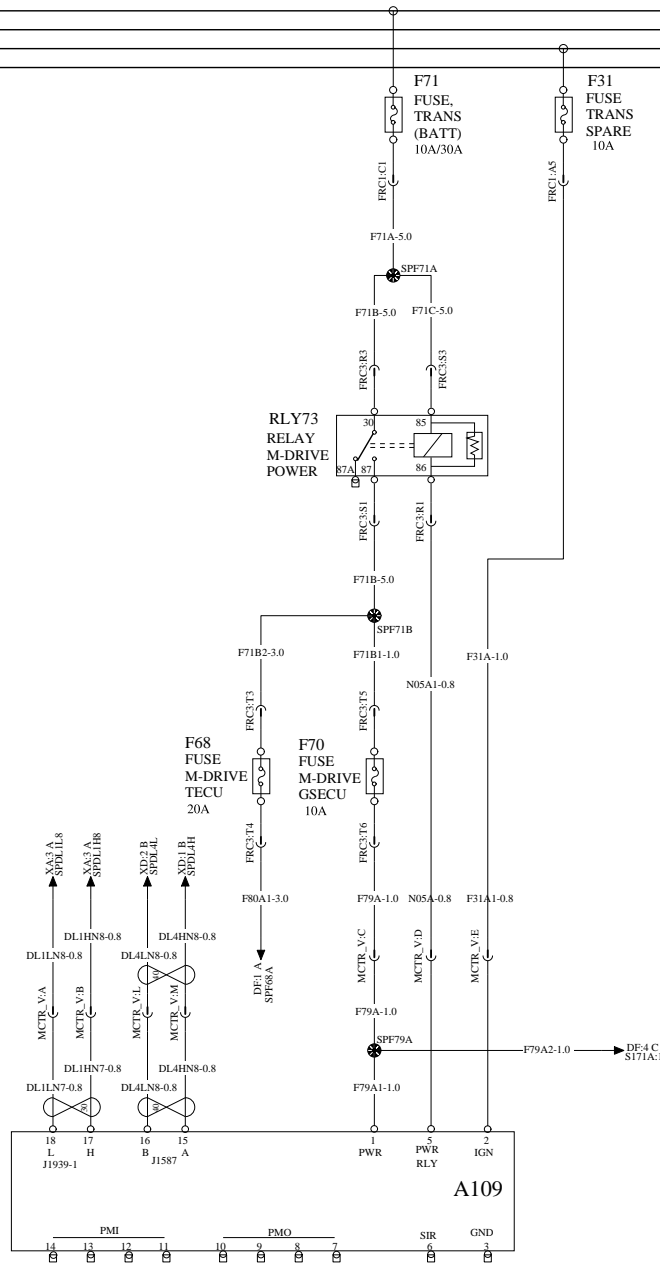 F71
FUSE,
TRANS
(BATT)
10A/30A
F31
FUSE
TRANS
SPARE
10A
FRC1:C1
FRC1:A5
F71A-5.0
SPF71A
F71B-5.0
F71C-5.0
FRC3:R3
FRC3:S3
RLY73
RELAY
M-DRIVE
POWER
30
85
87A
87
86
FRC3:S1
FRC3:R1
F71B-5.0
SPF71B
F71B2-3.0
F71B1-1.0
F31A-1.0
N05A1-0.8
FRC3:T3
FRC3:T5
F68
FUSE
M-DRIVE
TECU
20A
F70
FUSE
M-DRIVE
GSECU
10A
FRC3:T4
FRC3:T6
XA:3 A
SPDL1L8
XA:3 A
SPDL1H8
XD:2 B
SPDL4L
XD:1 B
SPDL4H
F80A1-3.0
F79A-1.0
N05A-0.8
F31A1-0.8
DL1HN8-0.8
DL4HN8-0.8
DL1LN8-0.8
DL4LN8-0.8
MCTR_V:C
MCTR_V:D
MCTR_V:E
DF:1 A
SPF68A
40
MCTR_V:A
MCTR_V:B
MCTR_V:L
MCTR_V:M
F79A-1.0
SPF79A
F79A2-1.0
DF:4 C
S171A:1
DL1HN7-0.8
DL4HN8-0.8
DL1LN7-0.8
DL4LN8-0.8
F79A1-1.0
30
40
18
17
16
15
1
5
2
L
H
B
A
PWR
PWR
RLY
IGN
J1939-1
J1587
A109
PMI
PMO
SIR
GND
14
13
12
11
10
9
8
7
6
3